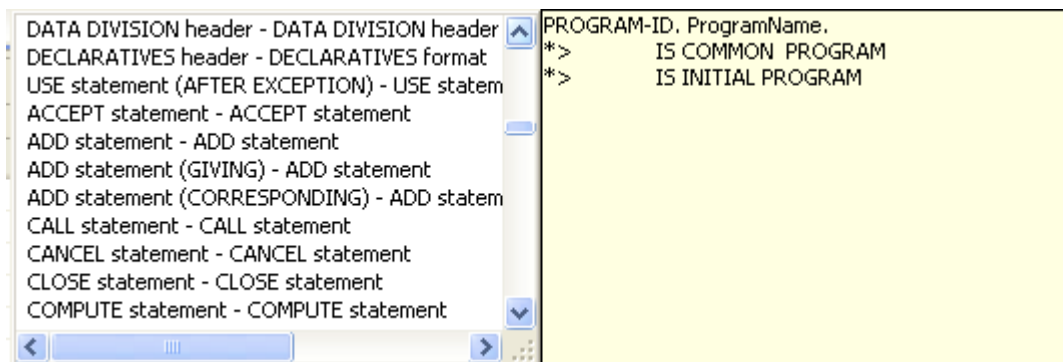 DATA DIVISION header - DATA DIVISION header
DECLARATIVES header - DECLARATIVES format
USE statement (AFTER EXCEPTION) - USE statem
ACCEPT statement - ACCEPT statement
ADD statement - ADD statement
ADD statement (GIVING) - ADD statement
ADD statement (CORRESPONDING) - ADD statem
CALL statement - CALL statement
CANCEL statement - CANCEL statement
CLOSE statement - CLOSE statement
COMPUTE statement - COMPUTE statement
PROGRAM-ID. ProgramName.
*> IS COMMON PROGRAM
*> IS INITIAL PROGRAM